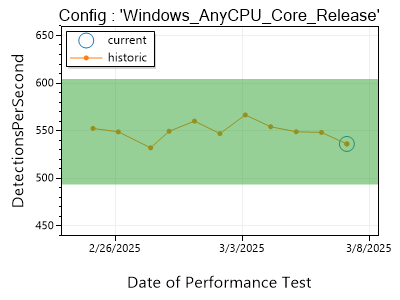 Config : 'Windows_AnyCPU_Core_Release'
650
600
550
500
450
DetectionsPerSecond
current
historic
2/26/2025
3/3/2025
3/8/2025
Date of Performance Test